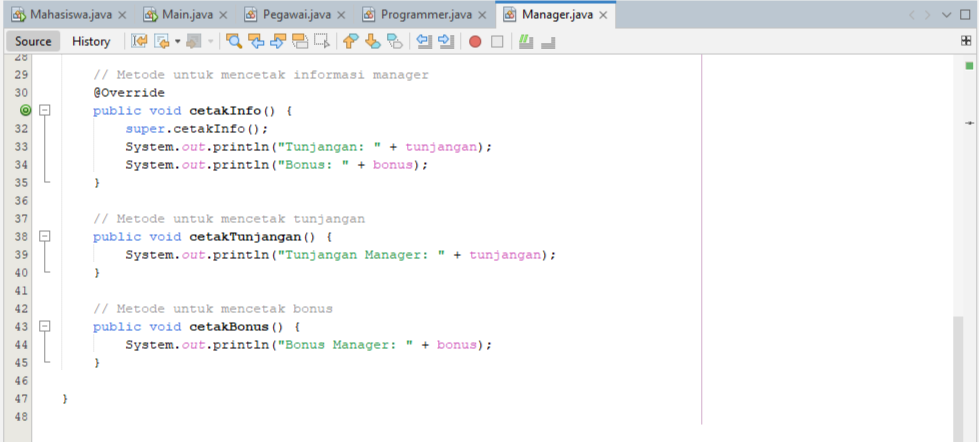 Mahasiswa.java Main.java Pegawai.java Programmer.java Manager.java
Source History
28
29 // Metode untuk mencetak informasi manager
30 @Override
public void cetakInfo() {
32 super.cetakInfo();
33 System.out.println("Tunjangan: " + tunjangan);
34 System.out.println("Bonus: " + bonus);
35 }
36
37 // Metode untuk mencetak tunjangan
38 public void cetakTunjangan() {
39 System.out.println("Tunjangan Manager: " + tunjangan);
40 }
41
42 // Metode untuk mencetak bonus
43 public void cetakBonus() {
44 System.out.println("Bonus Manager: " + bonus);
45 }
46
47 }
48